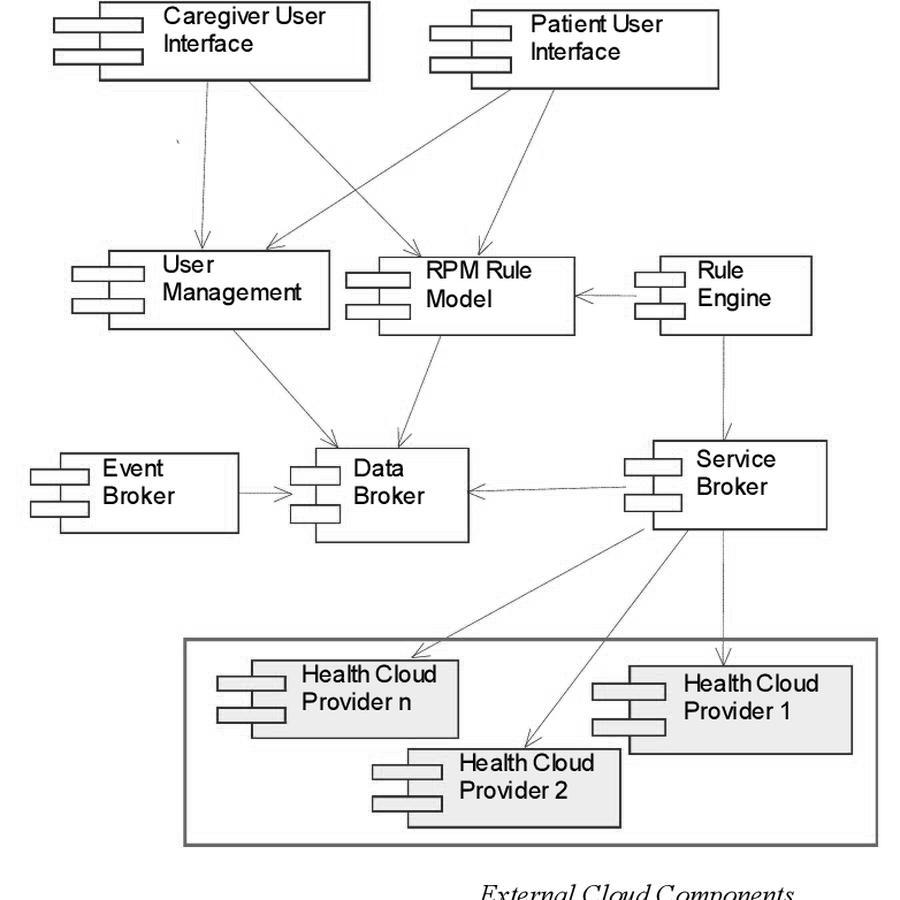 Caregiver User
Interface
Patient User
Interface
User
Management
RPM Rule
Model
Rule
Engine
Event
Broker
Data
Broker
Service
Broker
Health Cloud
Provider n
Health Cloud
Provider 1
Health Cloud
Provider 2
External Cloud Components